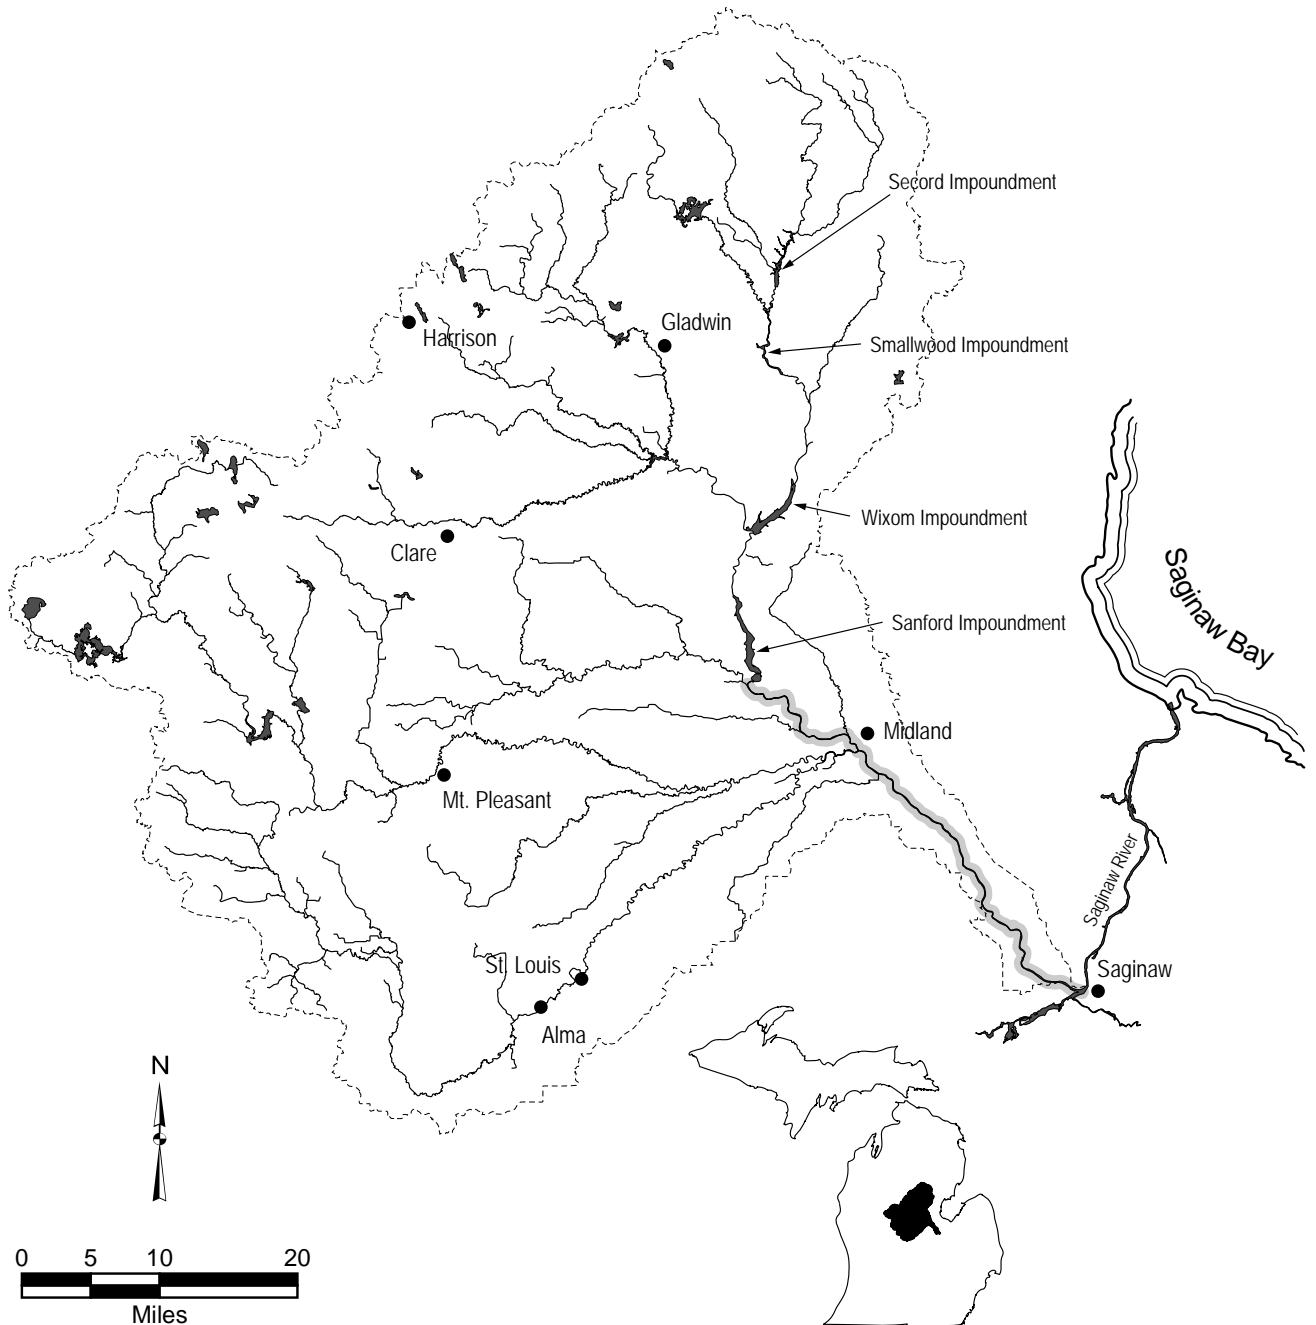 Secord Impoundment
Gladwin
Harrison
Smallwood Impoundment
Wixom Impoundment
Clare
Saginaw Bay
Sanford Impoundment
Midland
Mt. Pleasant
Saginaw River
St. Louis
Saginaw
Alma
N
0 5 10 20
Miles